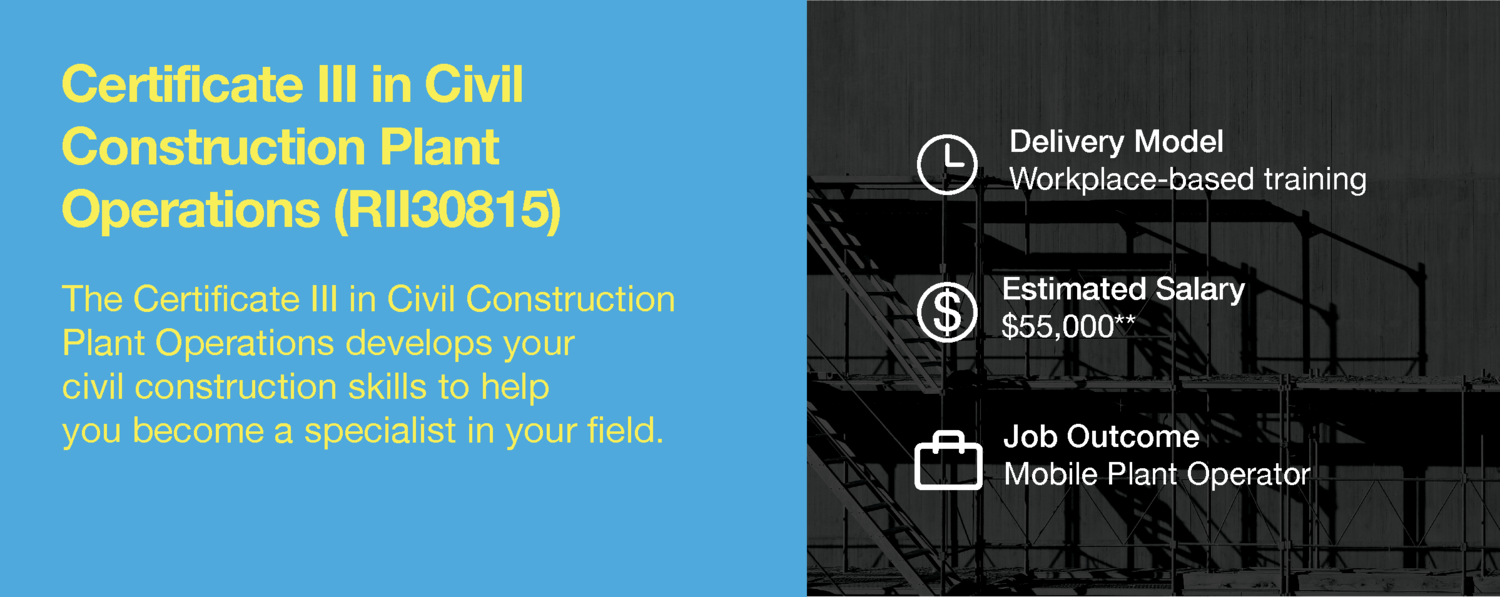 Certificate III in Civil
Construction Plant
Operations (RII30815)
The Certificate III in Civil Construction
Plant Operations develops your
civil construction skills to help
you become a specialist in your field.
Delivery Model
Workplace-based training
$
Estimated Salary
$55,000**
Job Outcome
Mobile Plant Operator